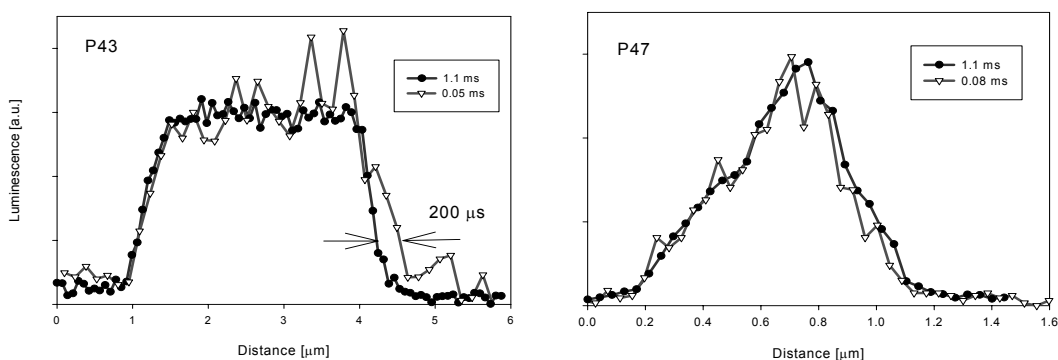 P43
1.1 ms
0.05 ms
200 μs
Luminescence [a.u.]
0 1 2 3 4 5 6
Distance [μm]
P47
1.1 ms
0.08 ms
0.0 0.2 0.4 0.6 0.8 1.0 1.2 1.4 1.6
Distance [μm]